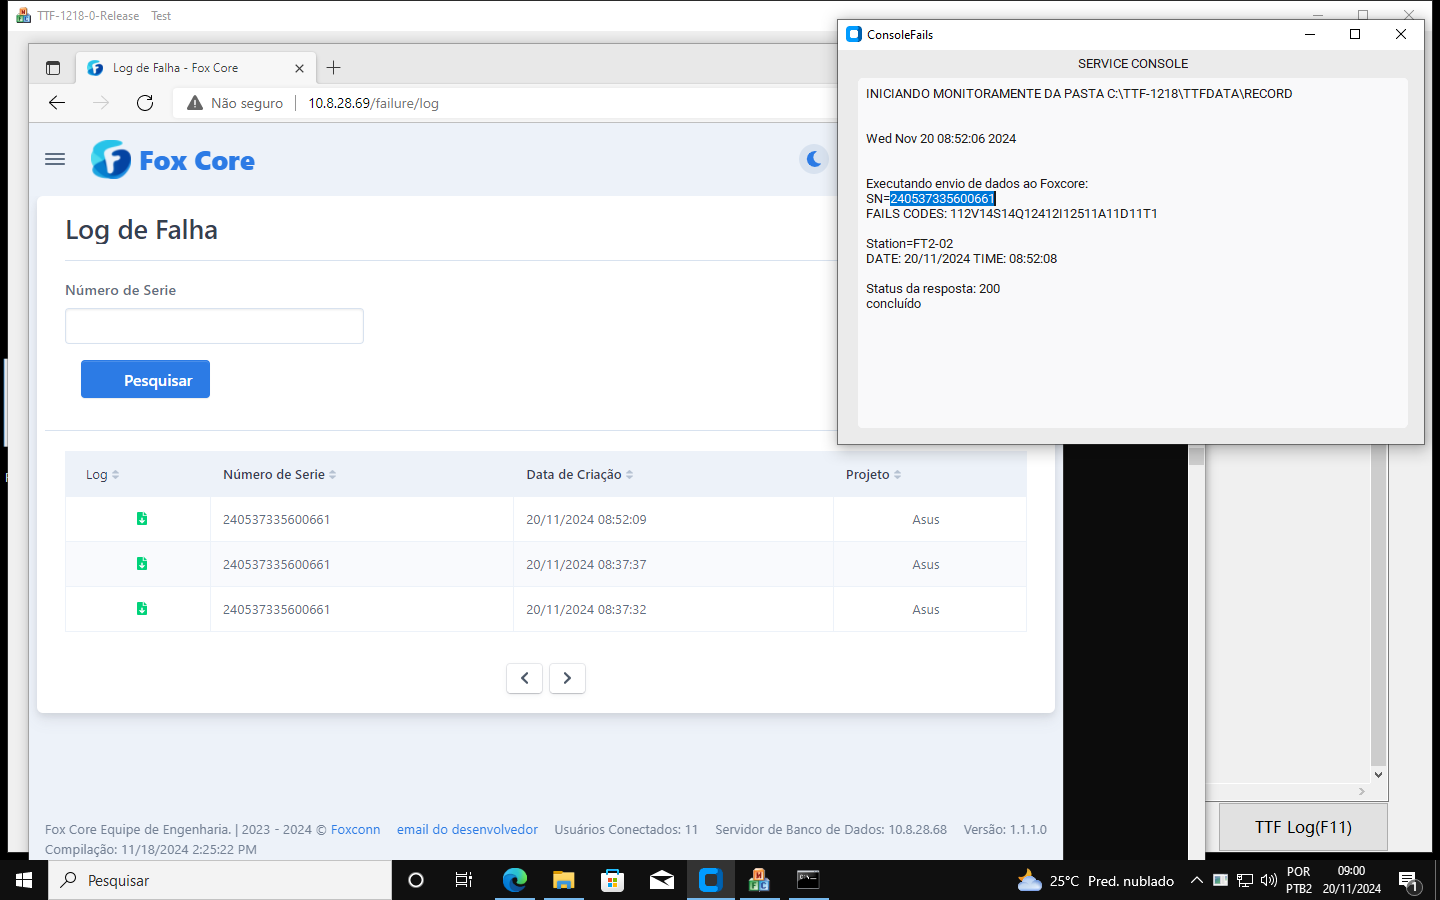 TTF-1218-0-Release Test
ConsoleFails
SERVICE CONSOLE
INICIANDO MONITORAMENTE DA PASTA C:\TTF-1218\TTFDATA\RECORD
Wed Nov 20 08:52:06 2024
Executando envio de dados ao Foxcore:
SN=240537335600661
FAILS CODES: 112V14S14Q12412I12511A11D11T1
Station=FT2-02
DATE: 20/11/2024 TIME: 08:52:08
Status da resposta: 200
concluído
Log de Falha - Fox Core
Não seguro 10.8.28.69/failure/log
Fox Core
Log de Falha
Número de Serie
Pesquisar
Log Número de Serie Data de Criação Projeto
240537335600661 20/11/2024 08:52:09 Asus
240537335600661 20/11/2024 08:37:37 Asus
240537335600661 20/11/2024 08:37:32 Asus
Fox Core Equipe de Engenharia. | 2023 - 2024 © Foxconn email do desenvolvedor Usuários Conectados: 11 Servidor de Banco de Dados: 10.8.28.68 Versão: 1.1.1.0
Compilação: 11/18/2024 2:25:22 PM
TTF Log(F11)
Pesquisar
25°C Pred. nublado
POR
PTB2
09:00
20/11/2024
1